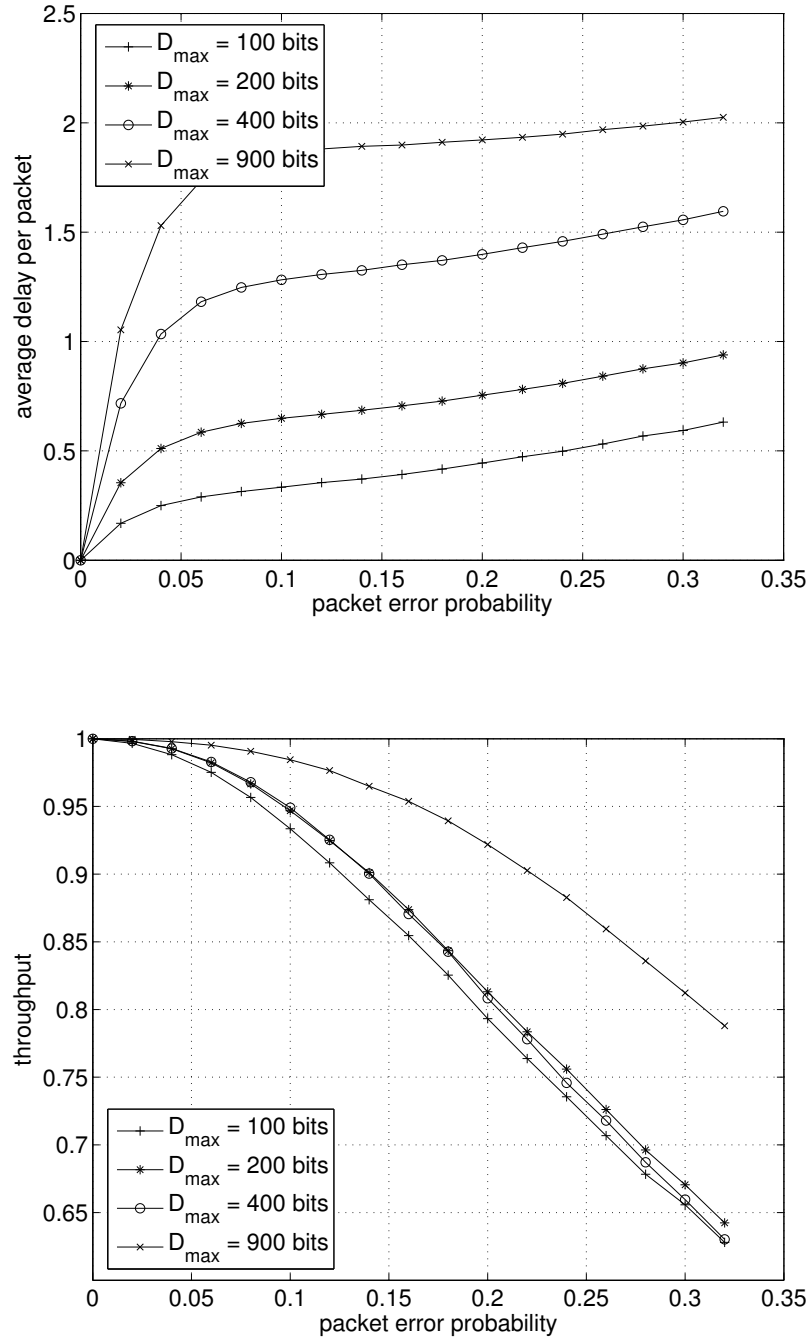 2.5
D_max = 100 bits
D_max = 200 bits
D_max = 400 bits
D_max = 900 bits
2
1.5
1
0.5
0
average delay per packet
0 0.05 0.1 0.15 0.2 0.25 0.3 0.35
packet error probability
1
0.95
0.9
0.85
0.8
0.75
0.7
0.65
throughput
D_max = 100 bits
D_max = 200 bits
D_max = 400 bits
D_max = 900 bits
0 0.05 0.1 0.15 0.2 0.25 0.3 0.35
packet error probability